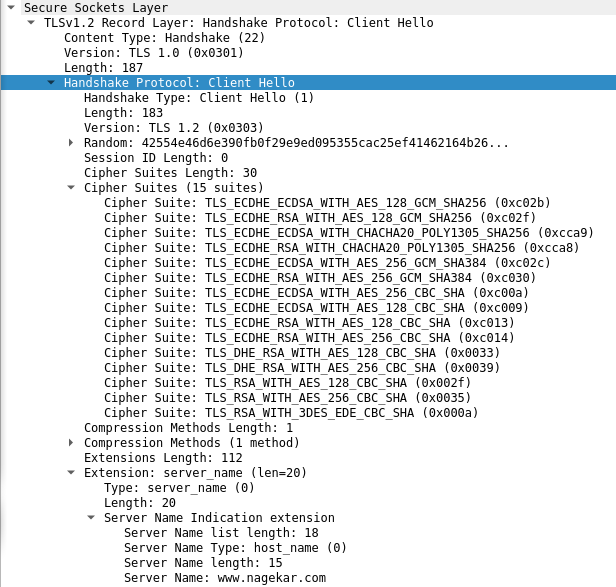 Secure Sockets Layer
TLSv1.2 Record Layer: Handshake Protocol: Client Hello
Content Type: Handshake (22)
Version: TLS 1.0 (0x0301)
Length: 187
Handshake Protocol: Client Hello
Handshake Type: Client Hello (1)
Length: 183
Version: TLS 1.2 (0x0303)
Random: 42554e46d6e390fb0f29e9ed095355cac25ef41462164b26...
Session ID Length: 0
Cipher Suites Length: 30
Cipher Suites (15 suites)
Cipher Suite: TLS_ECDHE_ECDSA_WITH_AES_128_GCM_SHA256 (0xc02b)
Cipher Suite: TLS_ECDHE_RSA_WITH_AES_128_GCM_SHA256 (0xc02f)
Cipher Suite: TLS_ECDHE_ECDSA_WITH_CHACHA20_POLY1305_SHA256 (0xcca9)
Cipher Suite: TLS_ECDHE_RSA_WITH_CHACHA20_POLY1305_SHA256 (0xcca8)
Cipher Suite: TLS_ECDHE_ECDSA_WITH_AES_256_GCM_SHA384 (0xc02c)
Cipher Suite: TLS_ECDHE_RSA_WITH_AES_256_GCM_SHA384 (0xc030)
Cipher Suite: TLS_ECDHE_ECDSA_WITH_AES_256_CBC_SHA (0xc00a)
Cipher Suite: TLS_ECDHE_ECDSA_WITH_AES_128_CBC_SHA (0xc009)
Cipher Suite: TLS_ECDHE_RSA_WITH_AES_128_CBC_SHA (0xc013)
Cipher Suite: TLS_ECDHE_RSA_WITH_AES_256_CBC_SHA (0xc014)
Cipher Suite: TLS_DHE_RSA_WITH_AES_128_CBC_SHA (0x0033)
Cipher Suite: TLS_DHE_RSA_WITH_AES_256_CBC_SHA (0x0039)
Cipher Suite: TLS_RSA_WITH_AES_128_CBC_SHA (0x002f)
Cipher Suite: TLS_RSA_WITH_AES_256_CBC_SHA (0x0035)
Cipher Suite: TLS_RSA_WITH_3DES_EDE_CBC_SHA (0x000a)
Compression Methods Length: 1
Compression Methods (1 method)
Extensions Length: 112
Extension: server_name (len=20)
Type: server_name (0)
Length: 20
Server Name Indication extension
Server Name list length: 18
Server Name Type: host_name (0)
Server Name length: 15
Server Name: www.nagekar.com